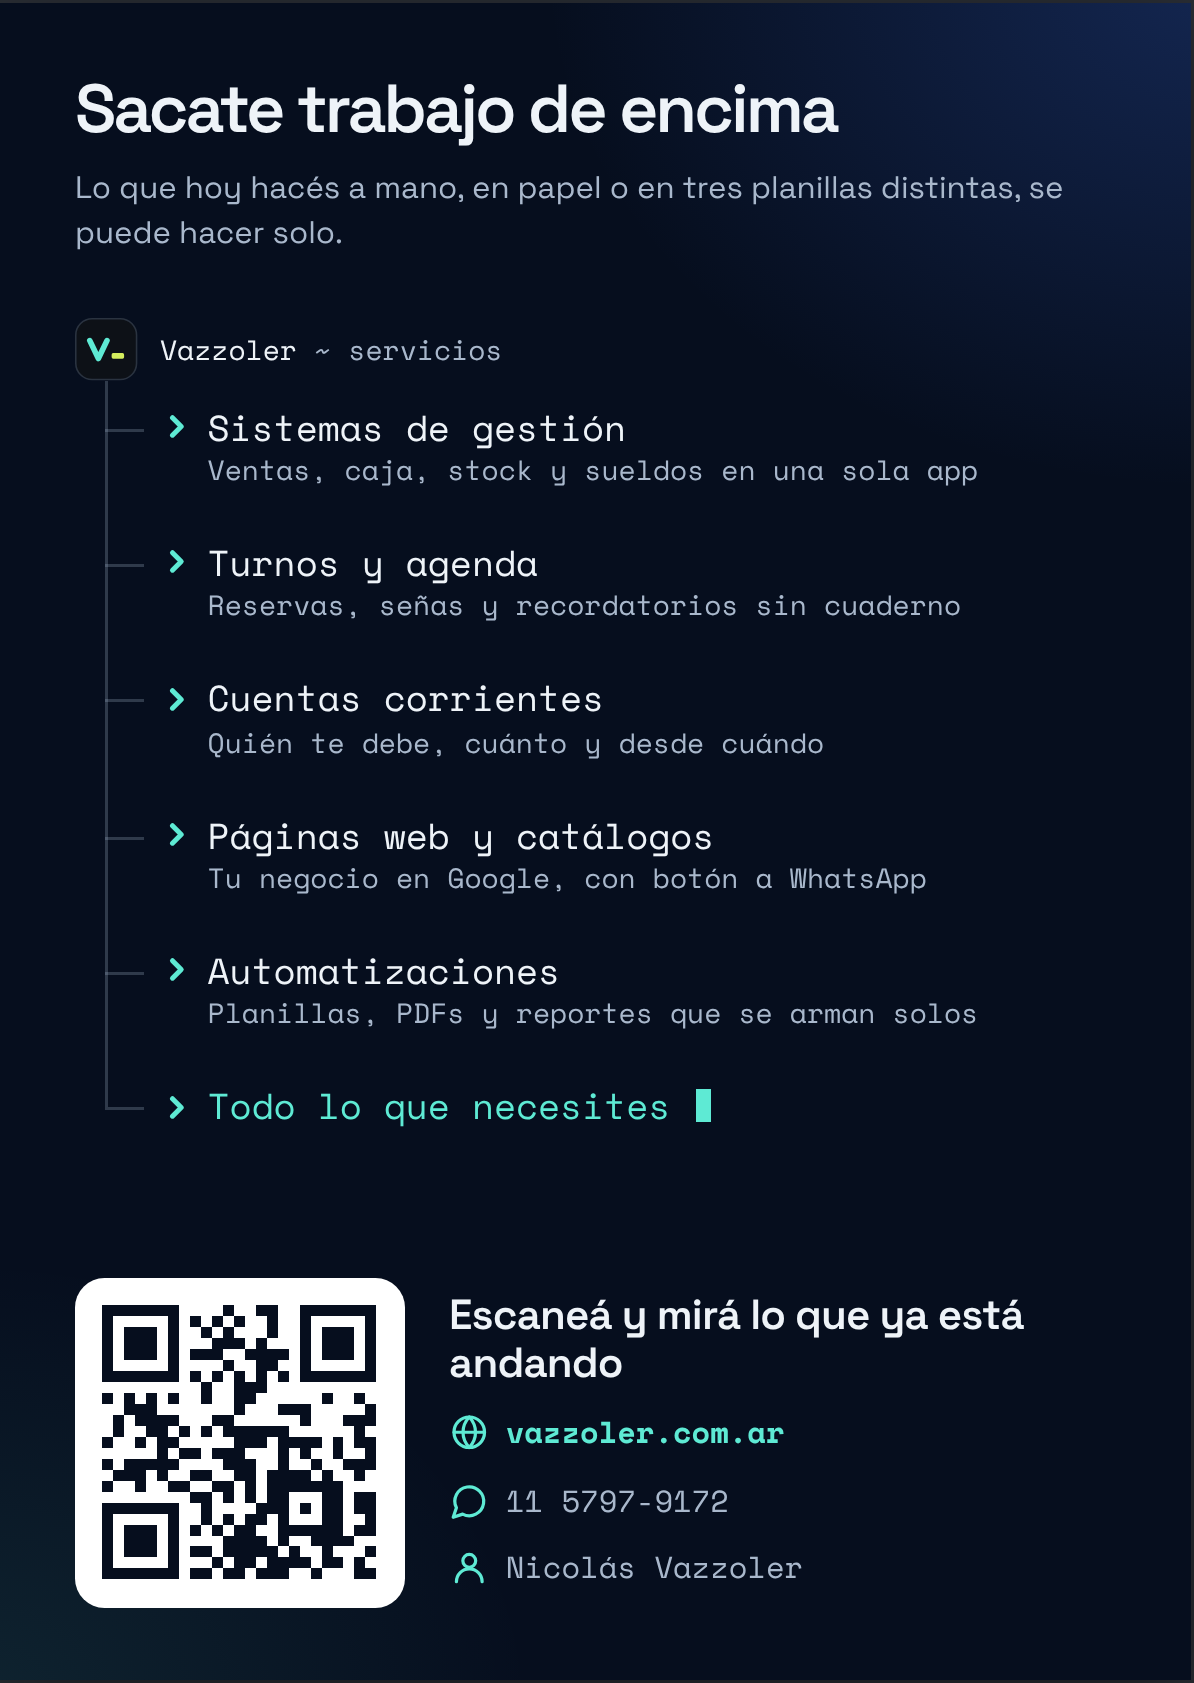 Sacate trabajo de encima
Lo que hoy hacés a mano, en papel o en tres planillas distintas, se
puede hacer solo.
V_
Vazzoler ~ servicios
Sistemas de gestión
Ventas, caja, stock y sueldos en una sola app
Turnos y agenda
Reservas, señas y recordatorios sin cuaderno
Cuentas corrientes
Quién te debe, cuánto y desde cuándo
Páginas web y catálogos
Tu negocio en Google, con botón a WhatsApp
Automatizaciones
Planillas, PDFs y reportes que se arman solos
Todo lo que necesites
Escaneá y mirá lo que ya está
andando
vazzoler.com.ar
11 5797-9172
Nicolás Vazzoler